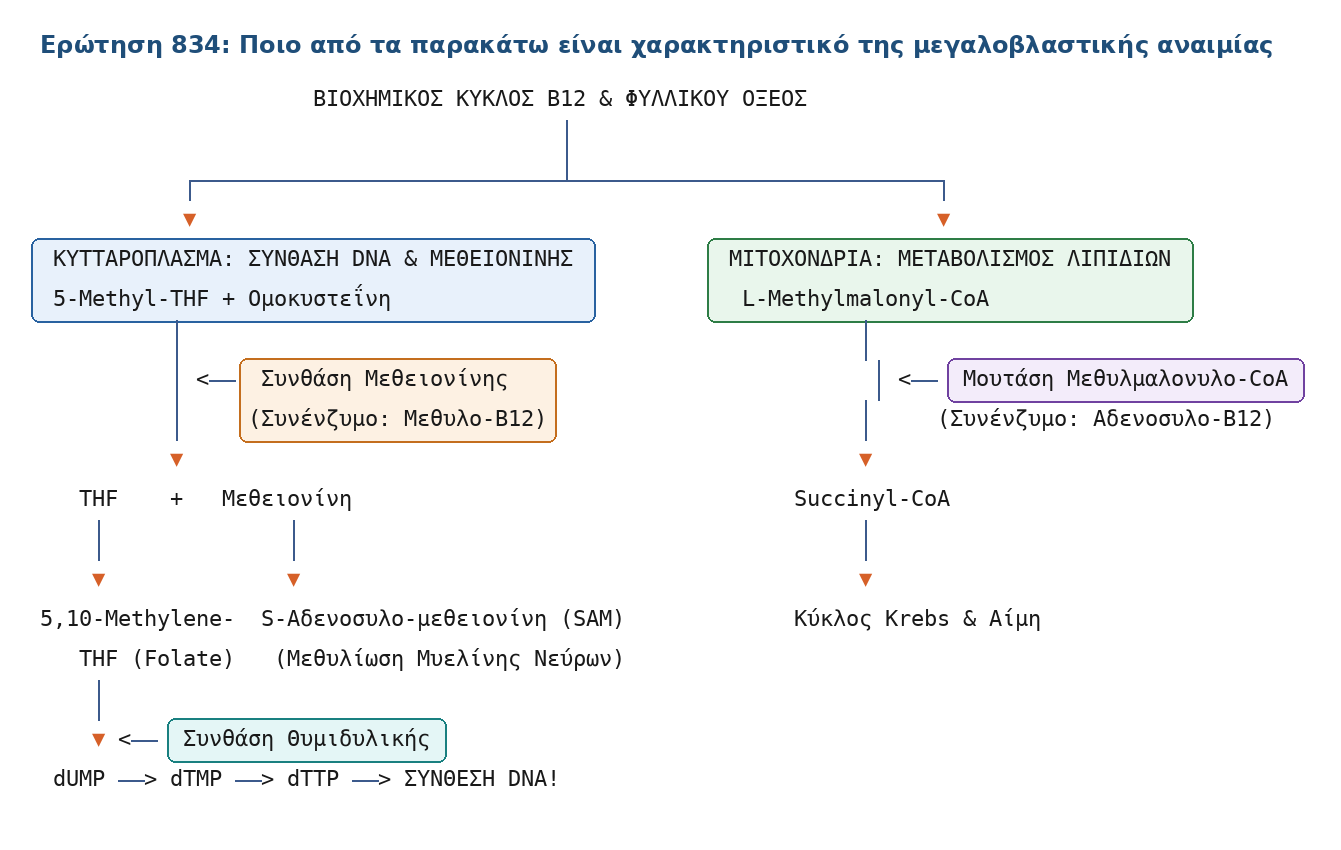 Ερώτηση 834: Ποιο από τα παρακάτω είναι χαρακτηριστικό της μεγαλοβλαστικής αναιμίας
ΒΙΟΧΗΜΙΚΟΣ ΚΥΚΛΟΣ Β12 & ΦΥΛΛΙΚΟΥ ΟΞΕΟΣ
ΚΥΤΤΑΡΟΠΛΑΣΜΑ: ΣΥΝΘΑΣΗ DNA & ΜΕΘΕΙΟΝΙΝΗΣ
5-Methyl-THF + Ομοκυστεΐνη
ΜΙΤΟΧΟΝΔΡΙΑ: ΜΕΤΑΒΟΛΙΣΜΟΣ ΛΙΠΙΔΙΩΝ
L-Methylmalonyl-CoA
Συνθάση Μεθειονίνης
(Συνένζυμο: Μεθυλο-Β12)
Μουτάση Μεθυλμαλονυλο-CoA
(Συνένζυμο: Αδενοσυλο-Β12)
THF + Μεθειονίνη
Succinyl-CoA
5,10-Methylene-
THF (Folate)
S-Αδενοσυλο-μεθειονίνη (SAM)
(Μεθυλίωση Μυελίνης Νεύρων)
Κύκλος Krebs & Αίμη
Συνθάση Θυμιδυλικής
dUMP —> dTMP —> dTTP —> ΣΥΝΘΕΣΗ DNA!